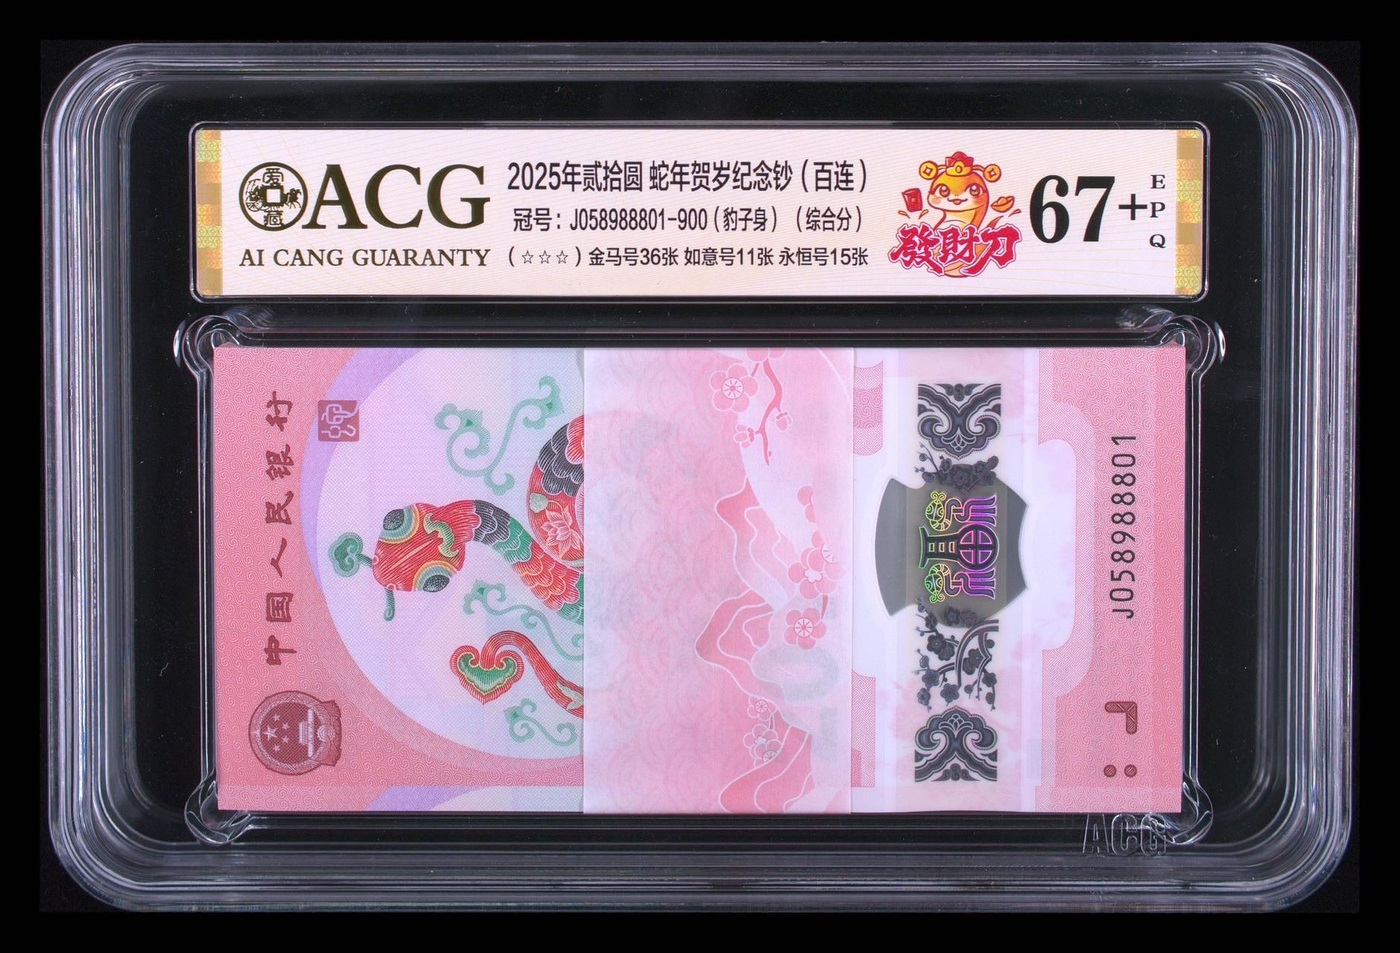 ACG
AI CANG GUARANTY
2025年贰拾圆 蛇年贺岁纪念钞(百连)
冠号:J058988801-900(豹子身) (综合分)
(☆☆☆)金马号36张 如意号11张 永恒号15张
發財刀
67+
EPQ
中国人民银行
J058988801
ACG